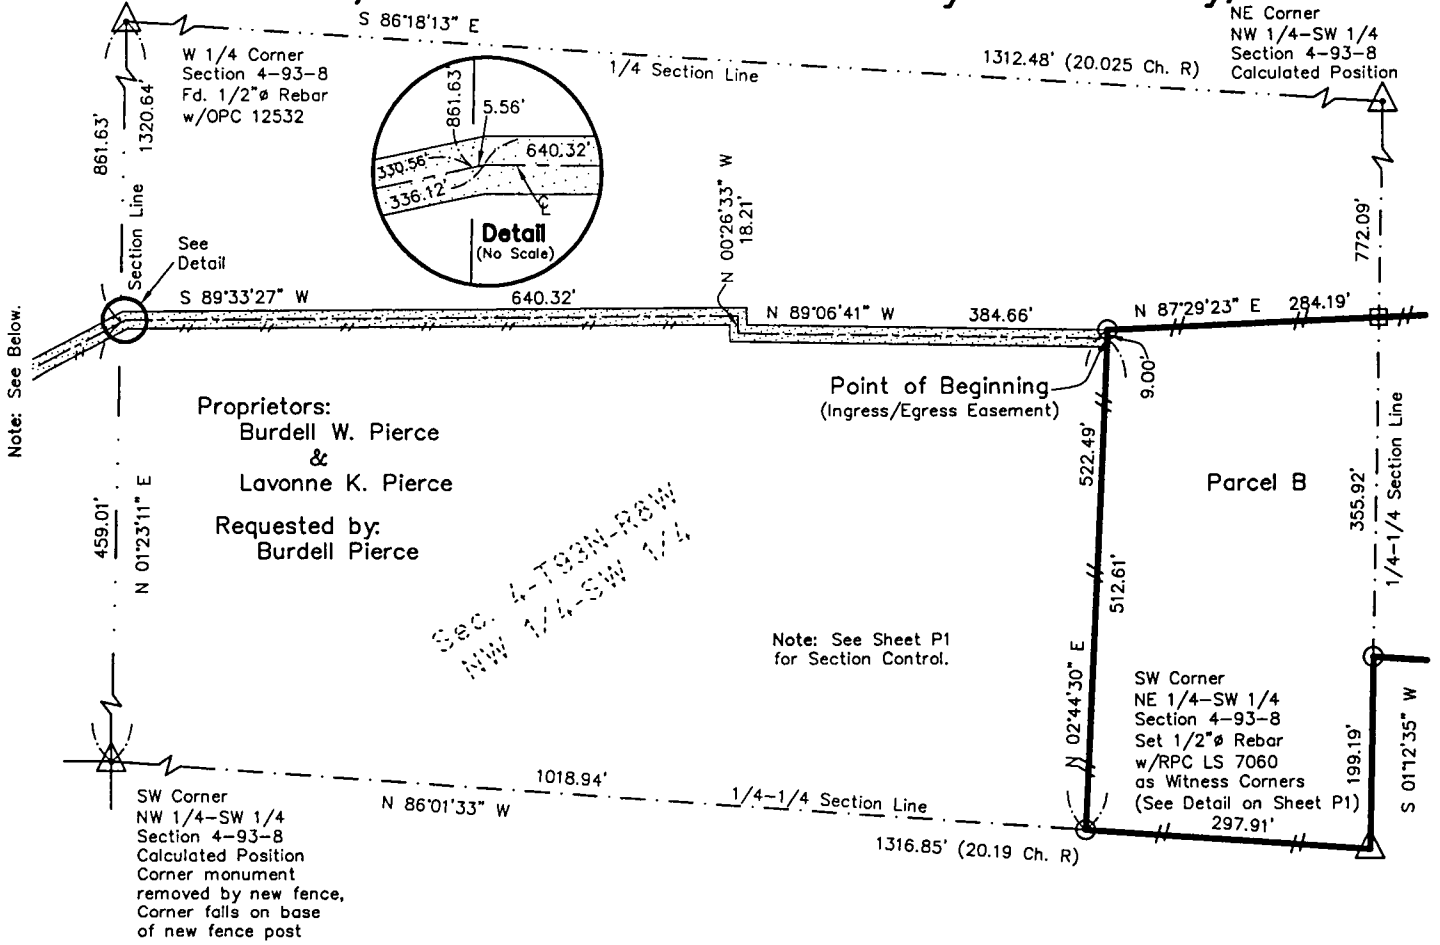 S 86°18'13" E
NE Corner
NW 1/4-SW 1/4
Section 4-93-8
Calculated Position
W 1/4 Corner
Section 4-93-8
Fd. 1/2"ø Rebar
w/OPC 12532
1312.48' (20.025 Ch. R)
1/4 Section Line
861.63'
1320.64'
Section Line
861.63'
5.56'
330.56'
640.32'
336.12'
Detail
(No Scale)
N 00°26'33" W
18.21'
772.09'
See
Detail
S 89°33'27" W
640.32'
N 89°06'41" W
384.66'
N 87°29'23" E
284.19'
Note: See Below.
Point of Beginning
(Ingress/Egress Easement)
9.00'
Proprietors:
Burdell W. Pierce
&
Lavonne K. Pierce
Requested by:
Burdell Pierce
522.49'
Parcel B
355.92'
1/4-1/4 Section Line
459.01'
N 01°23'11" E
Sec. 4-T93N-R8W
NW 1/4-SW 1/4
512.61'
Note: See Sheet P1
for Section Control.
N 02°44'30" E
SW Corner
NE 1/4-SW 1/4
Section 4-93-8
Set 1/2"ø Rebar
w/RPC LS 7060
as Witness Corners
(See Detail on Sheet P1)
199.19'
S 01°12'35" W
297.91'
1018.94'
N 86°01'33" W
1/4-1/4 Section Line
1316.85' (20.19 Ch. R)
SW Corner
NW 1/4-SW 1/4
Section 4-93-8
Calculated Position
Corner monument
removed by new fence,
Corner falls on base
of new fence post